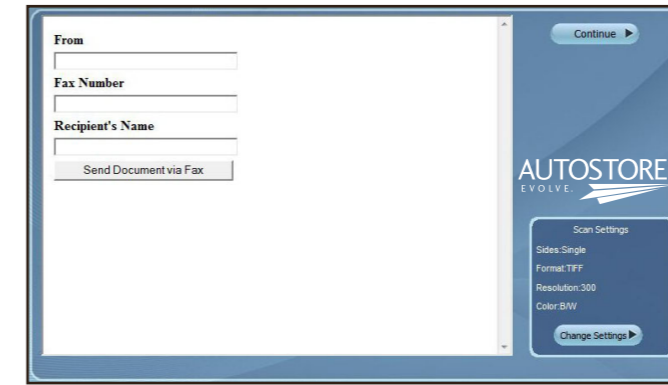 From
Fax Number
Recipient's Name
Send Document via Fax
Continue
AUTOSTORE
EVOLVE.
Scan Settings
Sides:Single
Format:TIFF
Resolution:300
Color:B/W
Change Settings